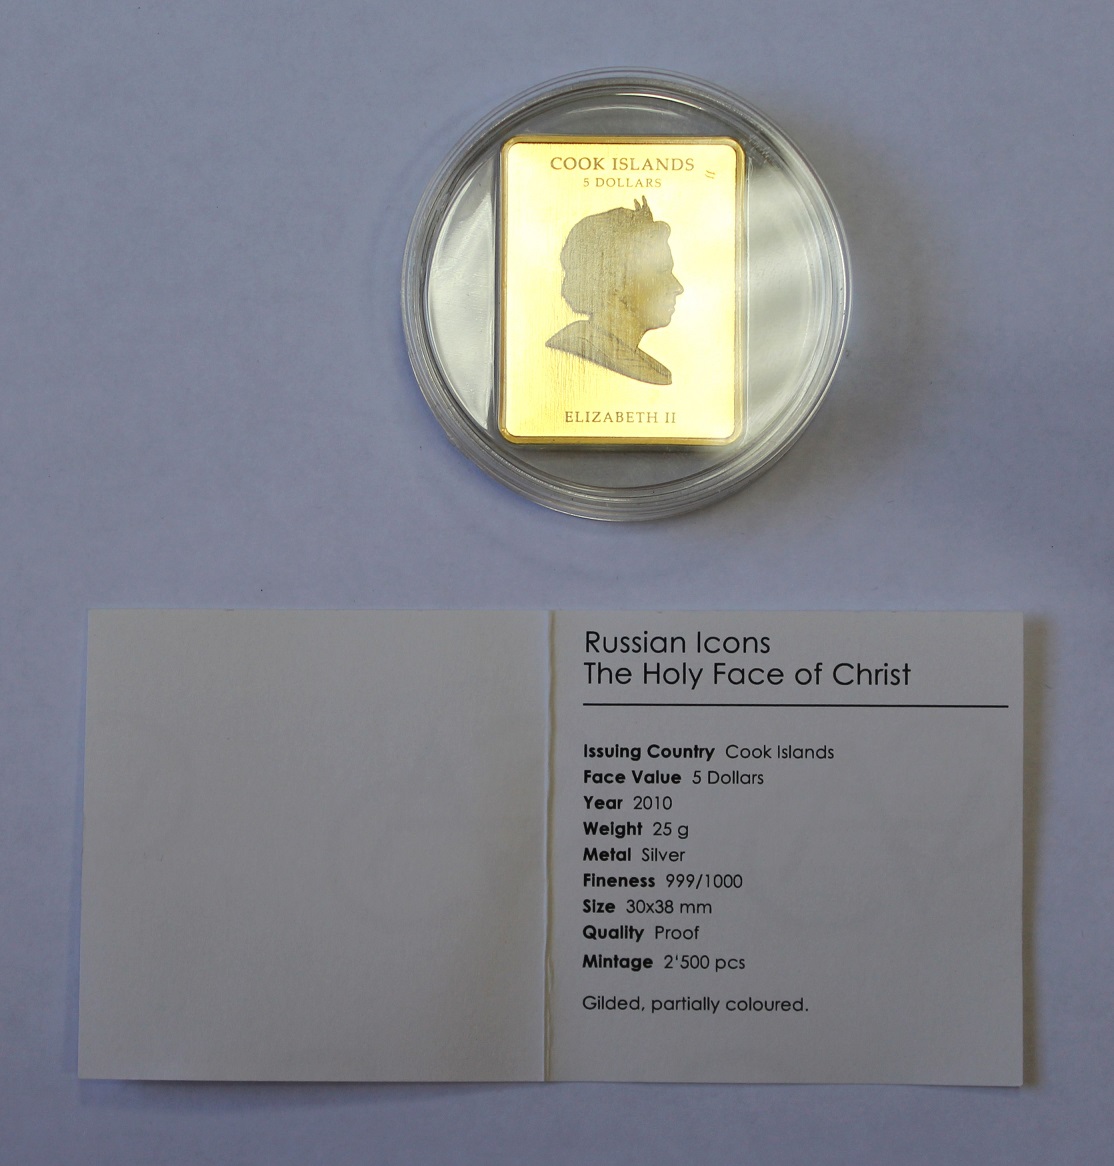 COOK ISLANDS
5 DOLLARS
ELIZABETH II
Russian Icons
The Holy Face of Christ
Issuing Country Cook Islands
Face Value 5 Dollars
Year 2010
Weight 25 g
Metal Silver
Fineness 999/1000
Size 30x38 mm
Quality Proof
Mintage 2'500 pcs
Gilded, partially coloured.